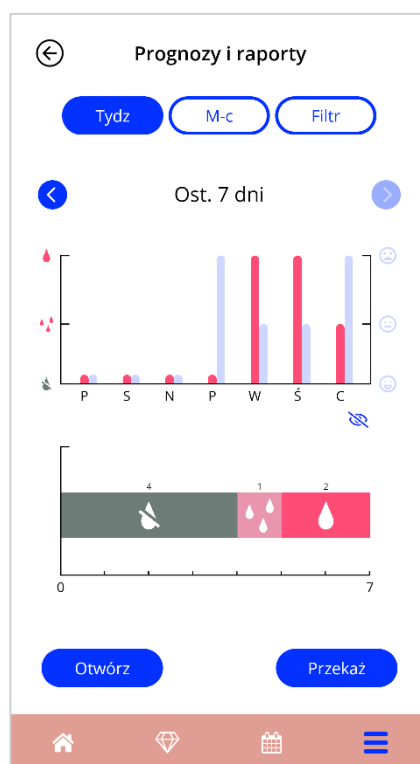 Prognozy i raporty
Tydz M-c Filtr
Ost. 7 dni
P S N P W Ś C
4 1 2
0 7
Otwórz Przekaż